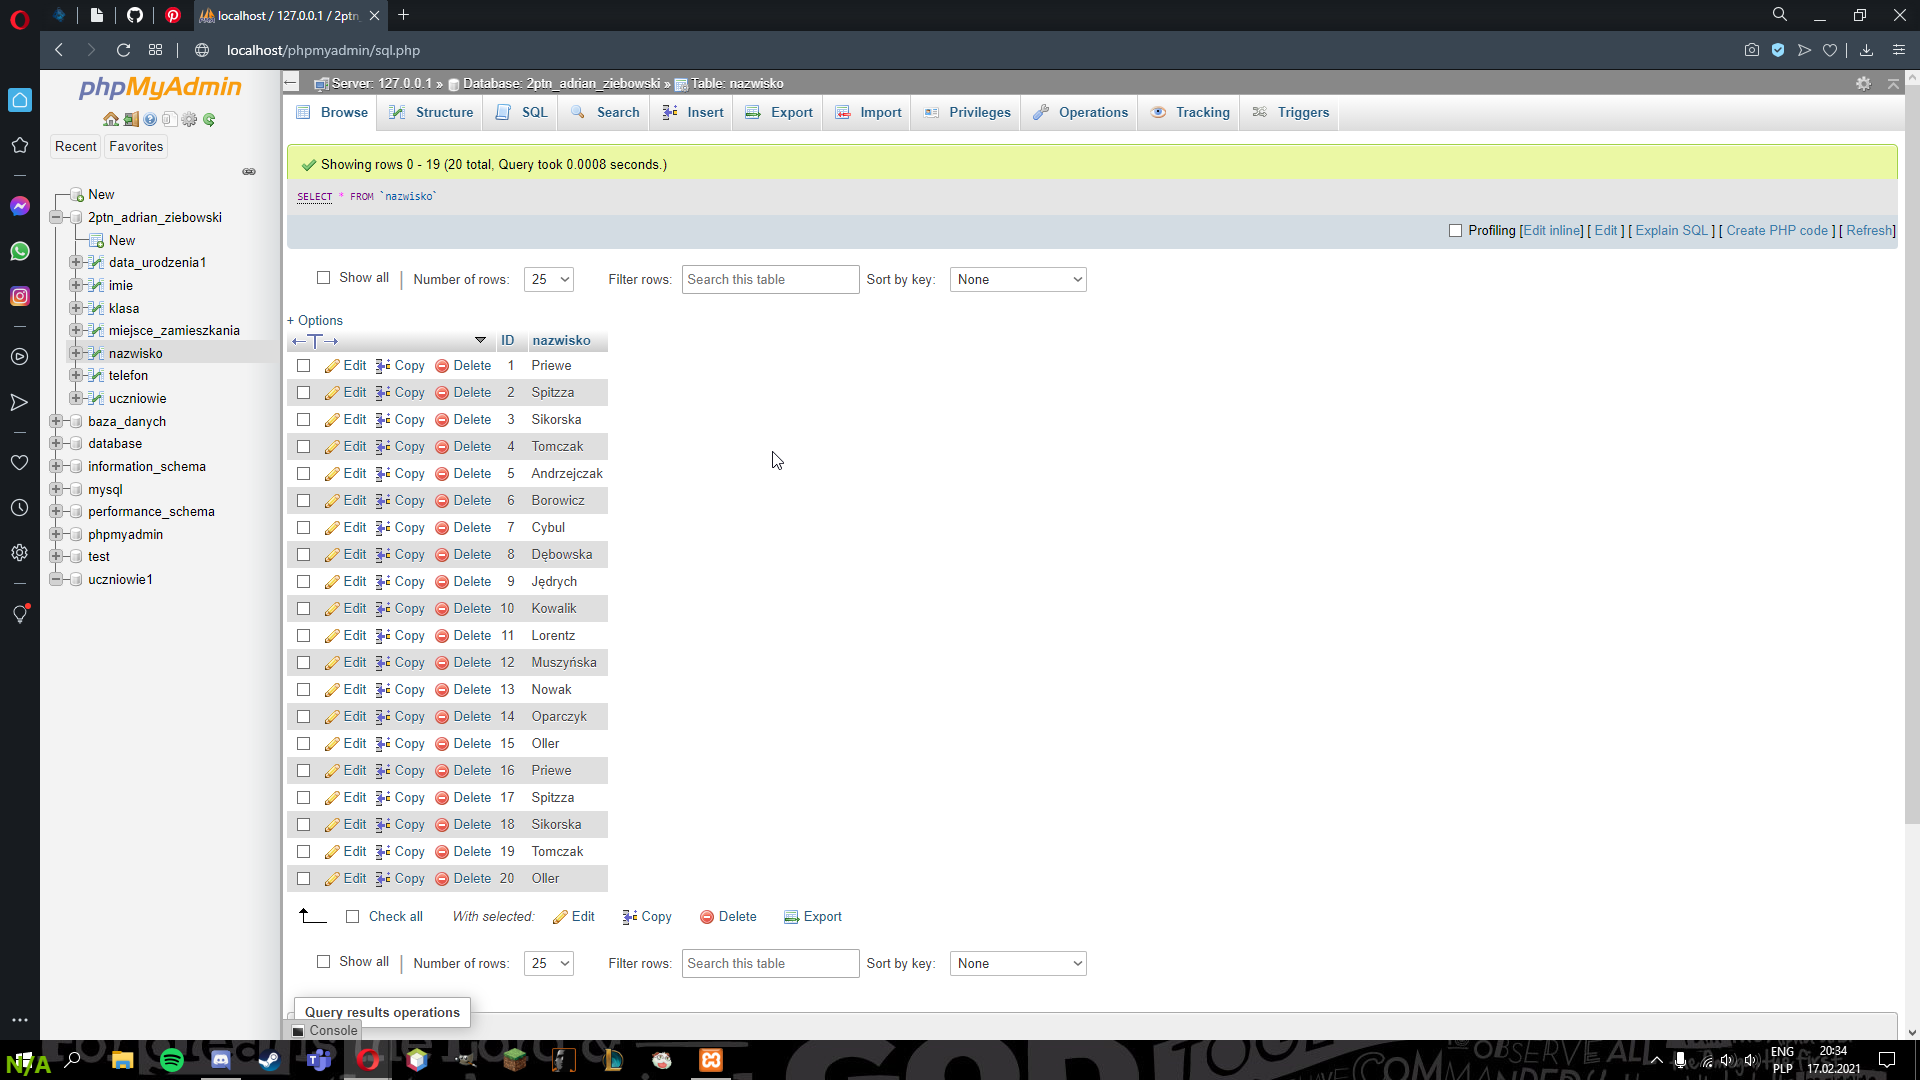 localhost / 127.0.0.1 / 2ptn_
localhost/phpmyadmin/sql.php
phpMyAdmin
Recent
Favorites
New
2ptn_adrian_ziebowski
New
data_urodzenia1
imie
klasa
miejsce_zamieszkania
nazwisko
telefon
uczniowie
baza_danych
database
information_schema
mysql
performance_schema
phpmyadmin
test
uczniowie1
Server: 127.0.0.1 » Database: 2ptn_adrian_ziebowski » Table: nazwisko
Browse Structure SQL Search Insert Export Import Privileges Operations Tracking Triggers
Showing rows 0 - 19 (20 total, Query took 0.0008 seconds.)
SELECT * FROM `nazwisko`
Profiling [Edit inline] [ Edit ] [ Explain SQL ] [ Create PHP code ] [ Refresh]
Show all | Number of rows: 25 Filter rows: Search this table Sort by key: None
+ Options
ID nazwisko
Edit Copy Delete 1 Priewe
Edit Copy Delete 2 Spitzza
Edit Copy Delete 3 Sikorska
Edit Copy Delete 4 Tomczak
Edit Copy Delete 5 Andrzejczak
Edit Copy Delete 6 Borowicz
Edit Copy Delete 7 Cybul
Edit Copy Delete 8 Dębowska
Edit Copy Delete 9 Jędrych
Edit Copy Delete 10 Kowalik
Edit Copy Delete 11 Lorentz
Edit Copy Delete 12 Muszyńska
Edit Copy Delete 13 Nowak
Edit Copy Delete 14 Oparczyk
Edit Copy Delete 15 Oller
Edit Copy Delete 16 Priewe
Edit Copy Delete 17 Spitzza
Edit Copy Delete 18 Sikorska
Edit Copy Delete 19 Tomczak
Edit Copy Delete 20 Oller
Check all With selected: Edit Copy Delete Export
Show all | Number of rows: 25 Filter rows: Search this table Sort by key: None
Query results operations
Console
N/A
OBSERVE ALL
ENG
PLP
20:34
17.02.2021